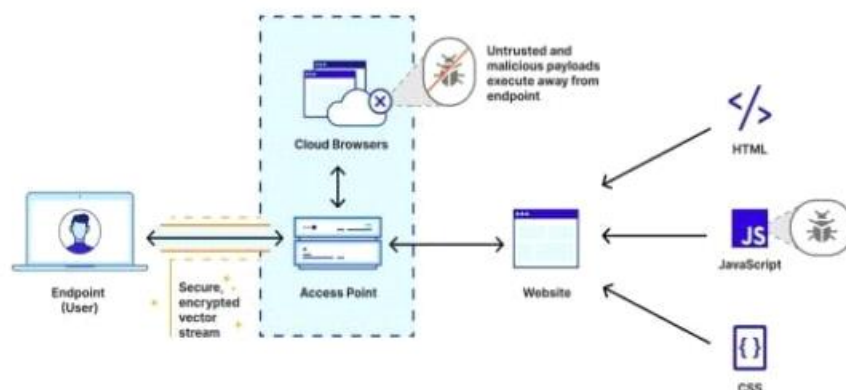 Untrusted and
malicious payloads
execute away from
endpoint
Cloud Browsers
</>
HTML
JS
JavaScript
Endpoint
(User)
Secure,
encrypted
vector
stream
Access Point
Website
{ }
CSS